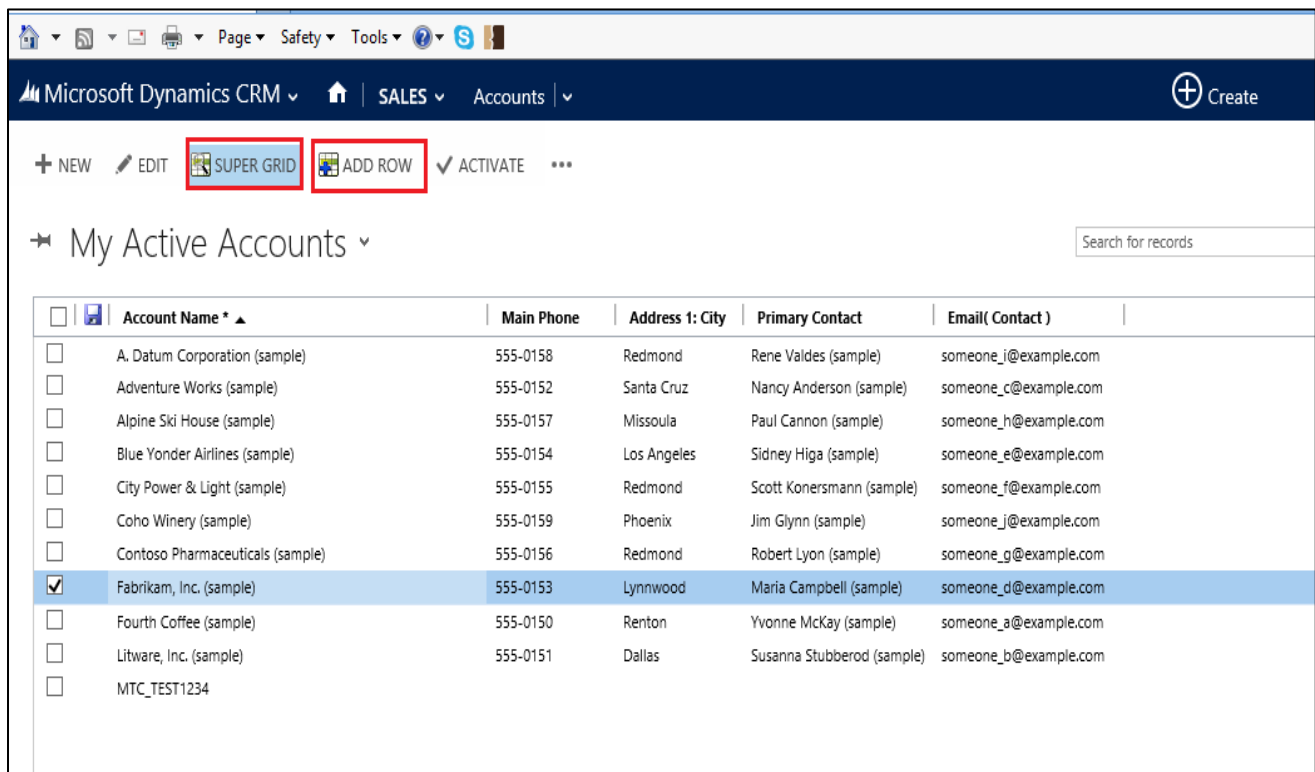 Page Safety Tools
Microsoft Dynamics CRM SALES Accounts Create
NEW EDIT SUPER GRID ADD ROW ACTIVATE
My Active Accounts
Search for records
Account Name * Main Phone Address 1: City Primary Contact Email( Contact )
A. Datum Corporation (sample) 555-0158 Redmond Rene Valdes (sample) someone_i@example.com
Adventure Works (sample) 555-0152 Santa Cruz Nancy Anderson (sample) someone_c@example.com
Alpine Ski House (sample) 555-0157 Missoula Paul Cannon (sample) someone_h@example.com
Blue Yonder Airlines (sample) 555-0154 Los Angeles Sidney Higa (sample) someone_e@example.com
City Power & Light (sample) 555-0155 Redmond Scott Konersmann (sample) someone_f@example.com
Coho Winery (sample) 555-0159 Phoenix Jim Glynn (sample) someone_j@example.com
Contoso Pharmaceuticals (sample) 555-0156 Redmond Robert Lyon (sample) someone_g@example.com
Fabrikam, Inc. (sample) 555-0153 Lynnwood Maria Campbell (sample) someone_d@example.com
Fourth Coffee (sample) 555-0150 Renton Yvonne McKay (sample) someone_a@example.com
Litware, Inc. (sample) 555-0151 Dallas Susanna Stubberod (sample) someone_b@example.com
MTC_TEST1234